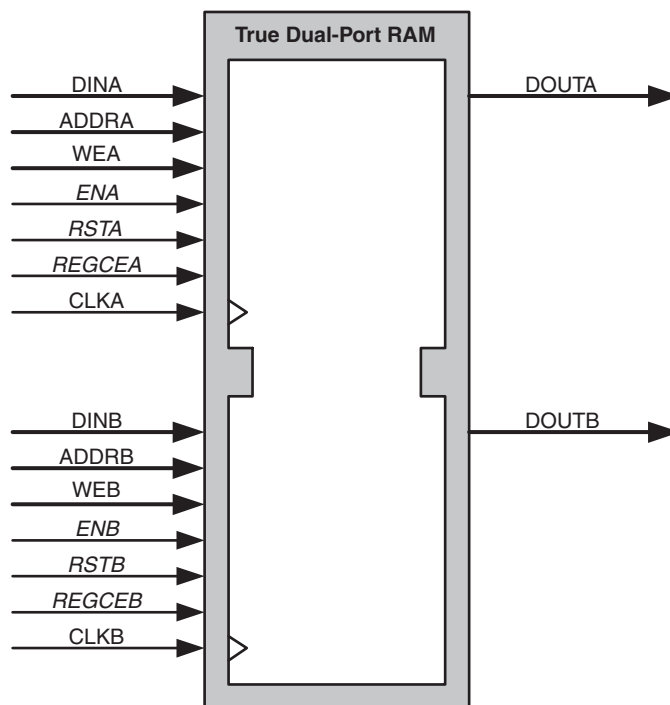 True Dual-Port RAM
DINA
ADDRA
WEA
ENA
RSTA
REGCEA
CLKA
DOUTA
DINB
ADDRB
WEB
ENB
RSTB
REGCEB
CLKB
DOUTB